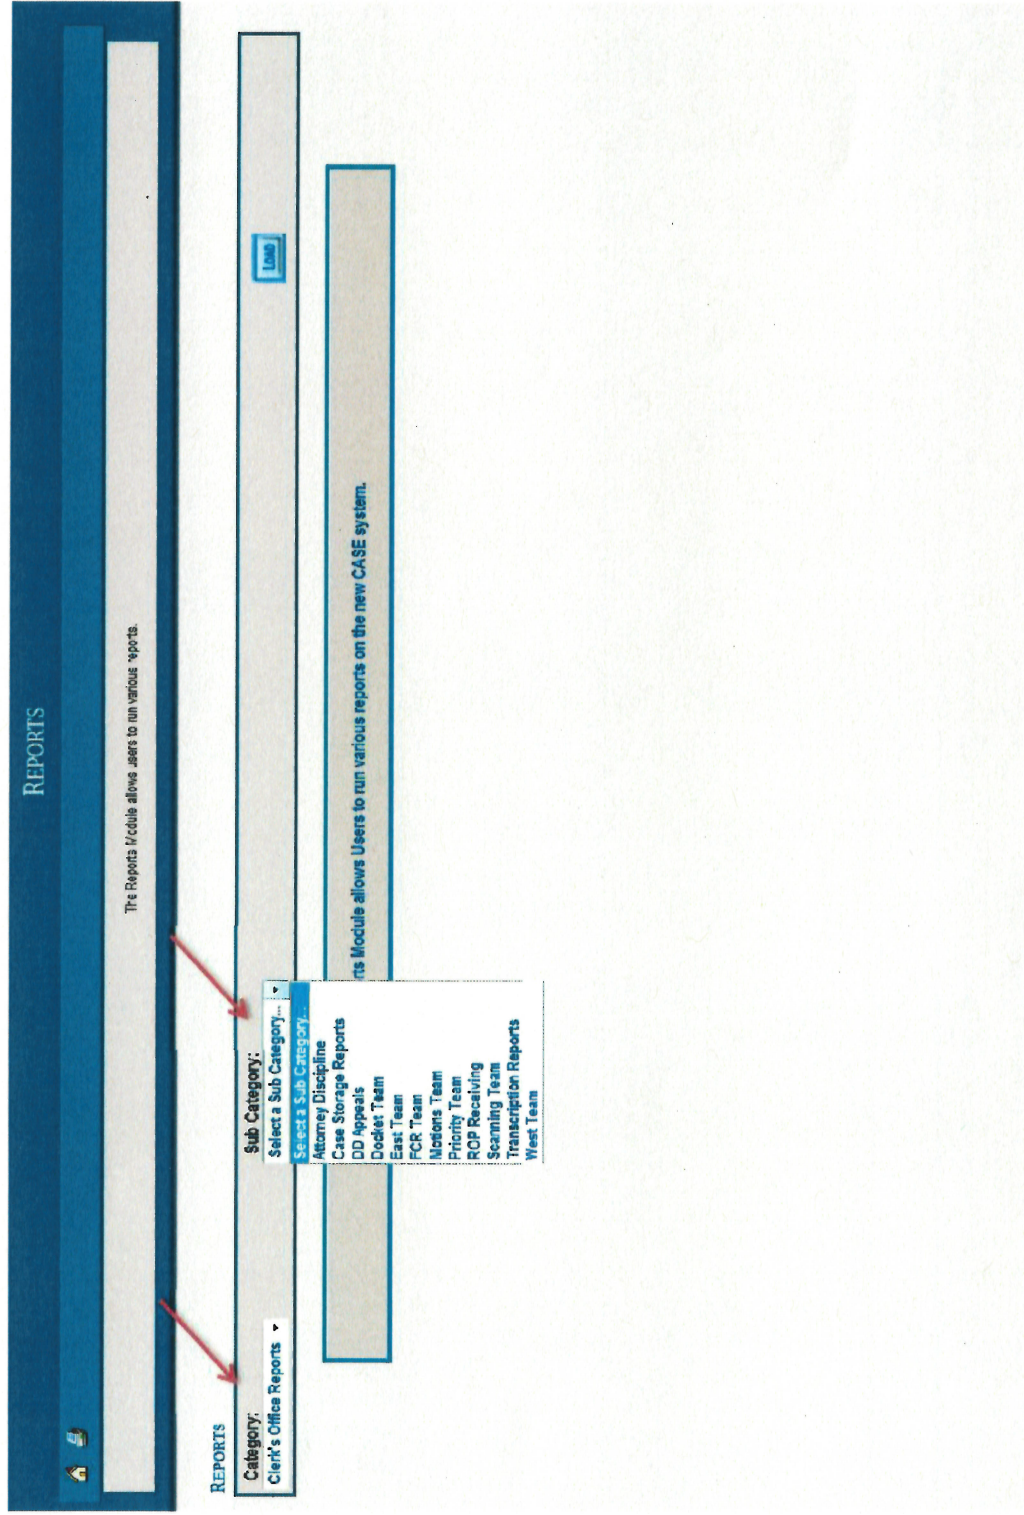 REPORTS
The Reports Module allows users to run various reports.
REPORTS
Category:
Sub Category:
Clerk's Office Reports
Select a Sub Category...
LOAD
Select a Sub Category...
Attorney Discipline
Case Storage Reports
DD Appeals
Docket Team
East Team
FCR Team
Motions Team
Priority Team
ROP Receiving
Scanning Team
Transcription Reports
West Team
rts Module allows Users to run various reports on the new CASE system.